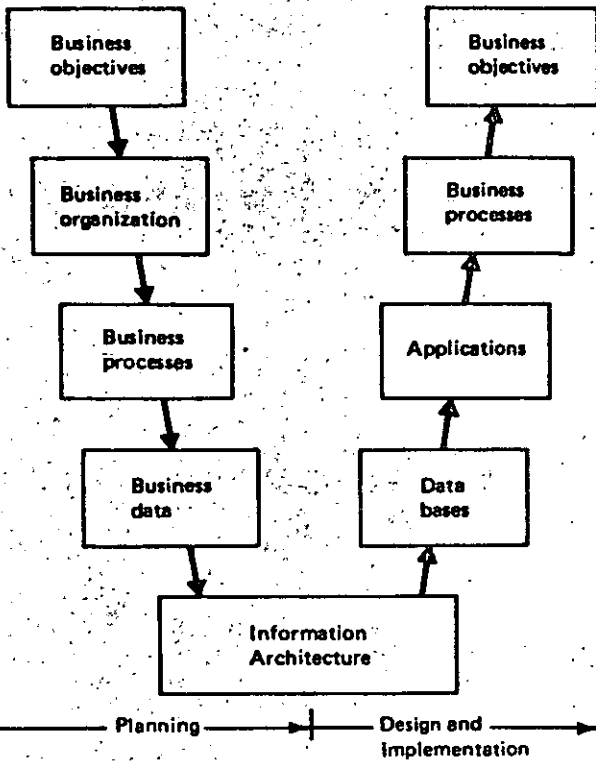 Business
objectives
Business
organization
Business
processes
Business
data
Information
Architecture
Data
bases
Applications
Business
processes
Business
objectives
Planning
Design and
Implementation